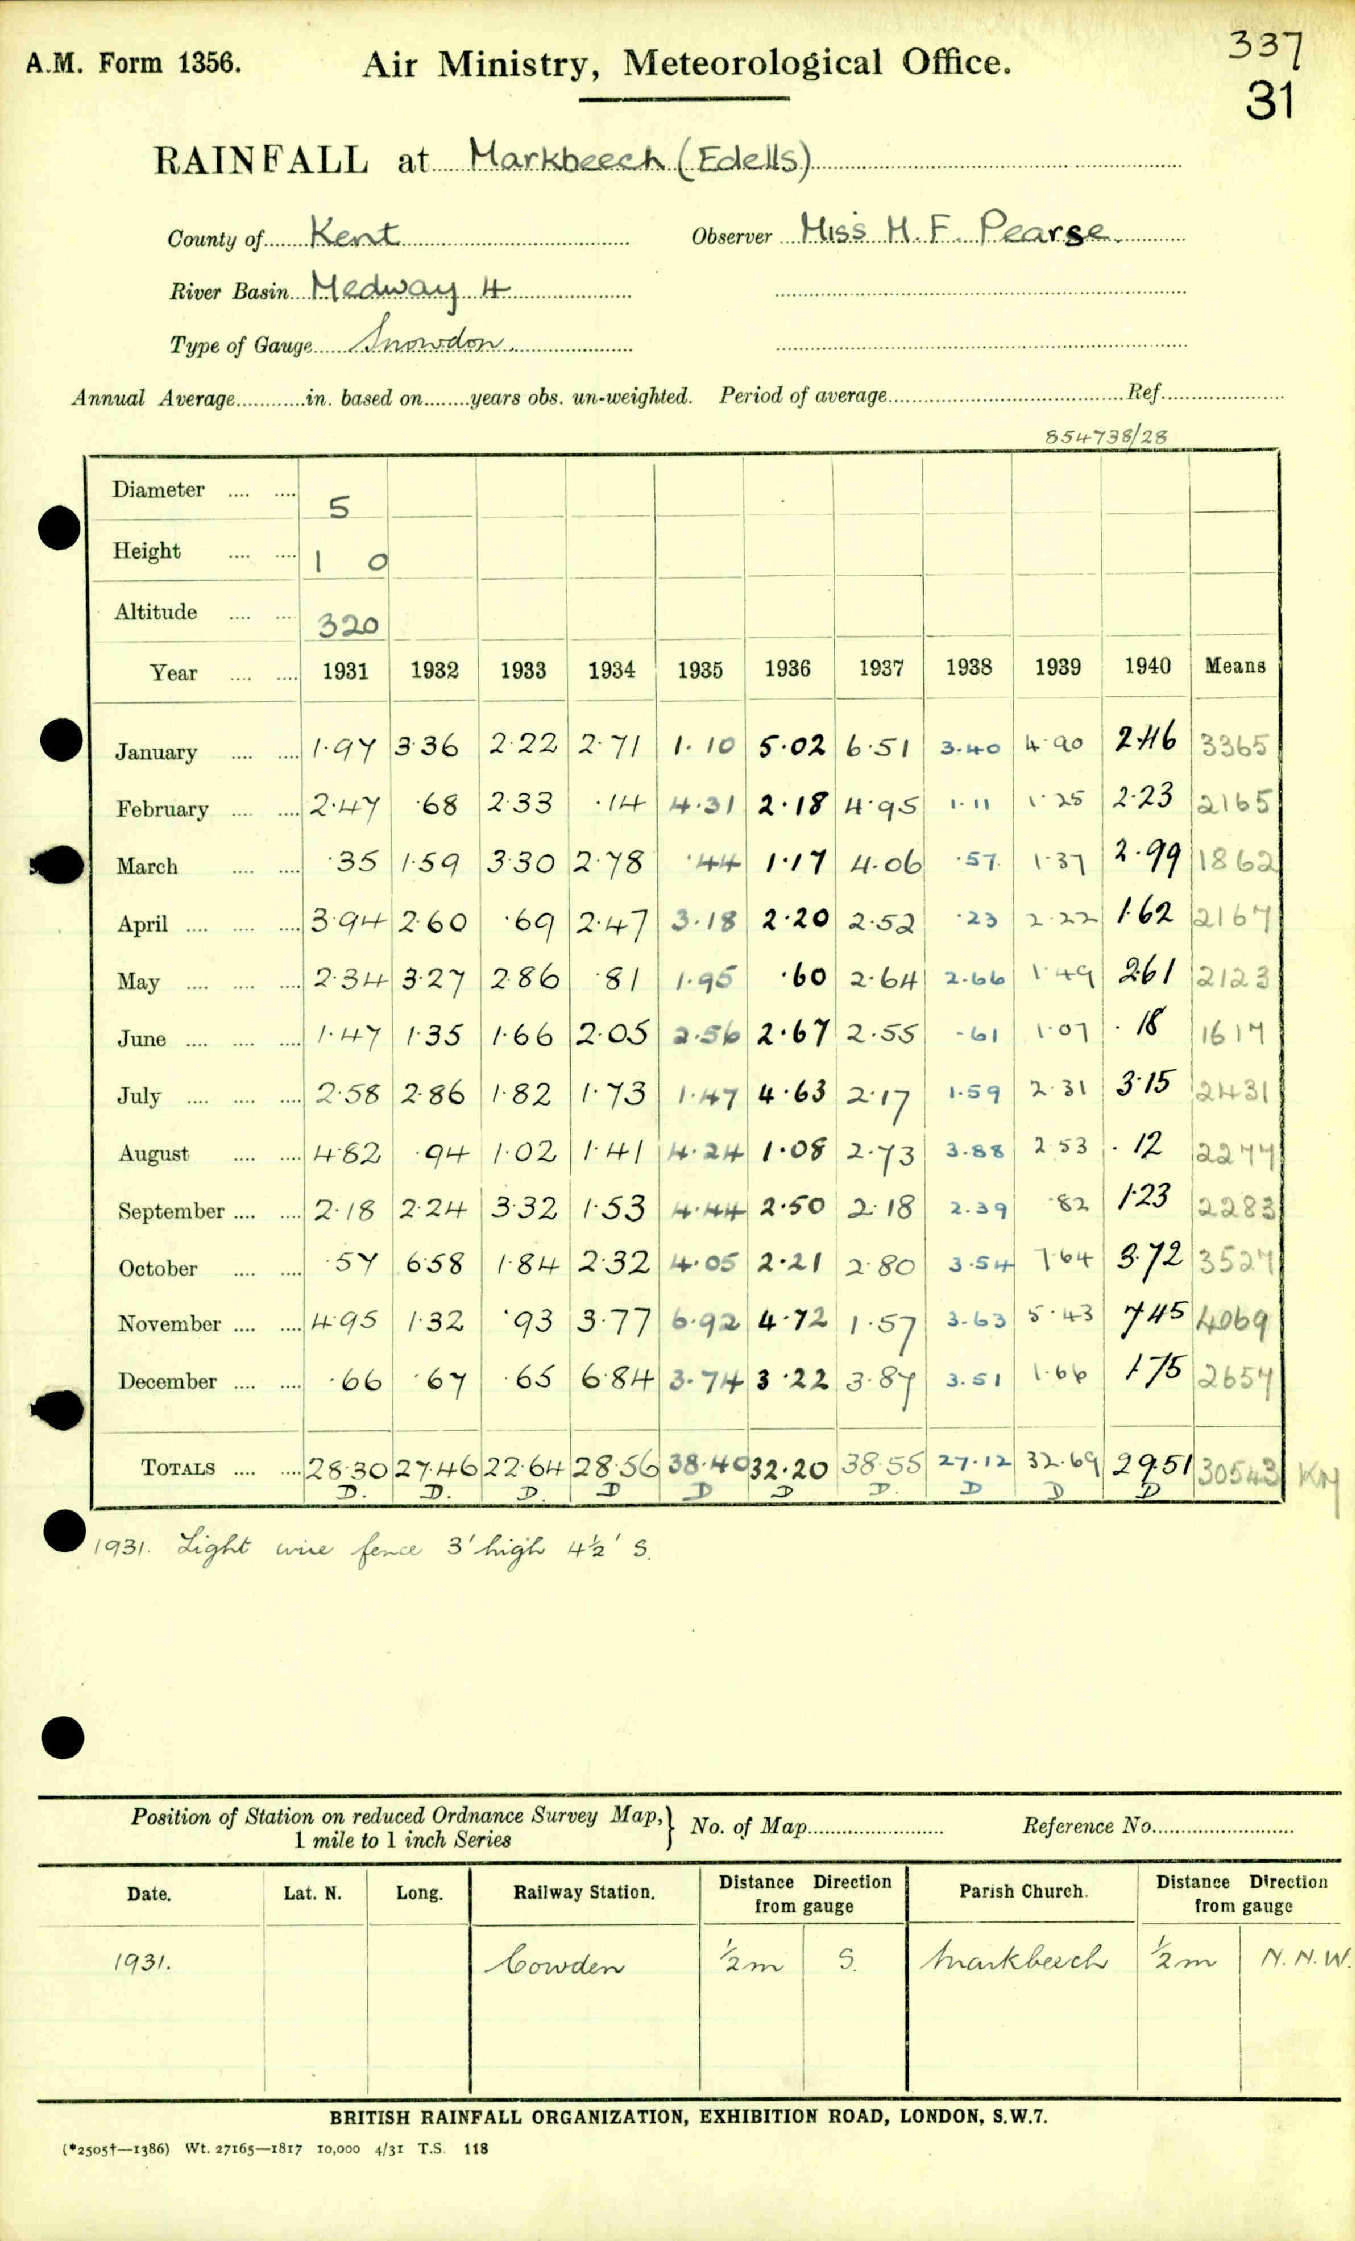 A.M. Form 1356. Air Ministry, Meteorological Office. 337
31
RAINFALL at Markbeech (Edells)
County of Kent Observer Miss H. F. Pearse.
River Basin Medway 4
Type of Gauge Snowdon.
Annual Average in. based on years obs. un-weighted. Period of average Ref.
854738/28
Diameter 5
Height 1 0
Altitude 320
Year 1931 1932 1933 1934 1935 1936 1937 1938 1939 1940 Means
January 1·97 3·36 2·22 2·71 1·10 5·02 6·51 3·40 4·90 2·46 3365
February 2·47 ·68 2·33 ·14 4·31 2·18 4·95 1·11 1·25 2·23 2165
March ·35 1·59 3·30 2·78 ·44 1·17 4·06 ·57 1·37 2·99 1862
April 3·94 2·60 ·69 2·47 3·18 2·20 2·52 ·23 2·22 1·62 2167
May 2·34 3·27 2·86 ·81 1·95 ·60 2·64 2·66 1·49 2·61 2123
June 1·47 1·35 1·66 2·05 2·56 2·67 2·55 ·61 1·07 ·18 1617
July 2·58 2·86 1·82 1·73 1·47 4·63 2·17 1·59 2·31 3·15 2431
August 4·82 ·94 1·02 1·41 4·24 1·08 2·73 3·88 2·53 ·12 2277
September 2·18 2·24 3·32 1·53 4·44 2·50 2·18 2·39 ·82 1·23 2283
October ·57 6·58 1·84 2·32 4·05 2·21 2·80 3·54 7·64 3·72 3527
November 4·95 1·32 ·93 3·77 6·92 4·72 1·57 3·63 5·43 7·45 4069
December ·66 ·67 ·65 6·84 3·74 3·22 3·87 3·51 1·66 1·75 2657
TOTALS 28·30 27·46 22·64 28·56 38·40 32·20 38·55 27·12 32·69 29·51 30543
D. D. D. D D D D. D D D
1931. Light wire fence 3' high 4½' S.
Position of Station on reduced Ordnance Survey Map, } No. of Map Reference No.
1 mile to 1 inch Series
Date. Lat. N. Long. Railway Station. Distance Direction from gauge Parish Church. Distance Direction from gauge
1931. Cowden ½m S. Markbeech ½m N.N.W.
BRITISH RAINFALL ORGANIZATION, EXHIBITION ROAD, LONDON, S.W.7.
(*2505†—1386) Wt. 27165—1817 10,000 4/31 T.S. 118